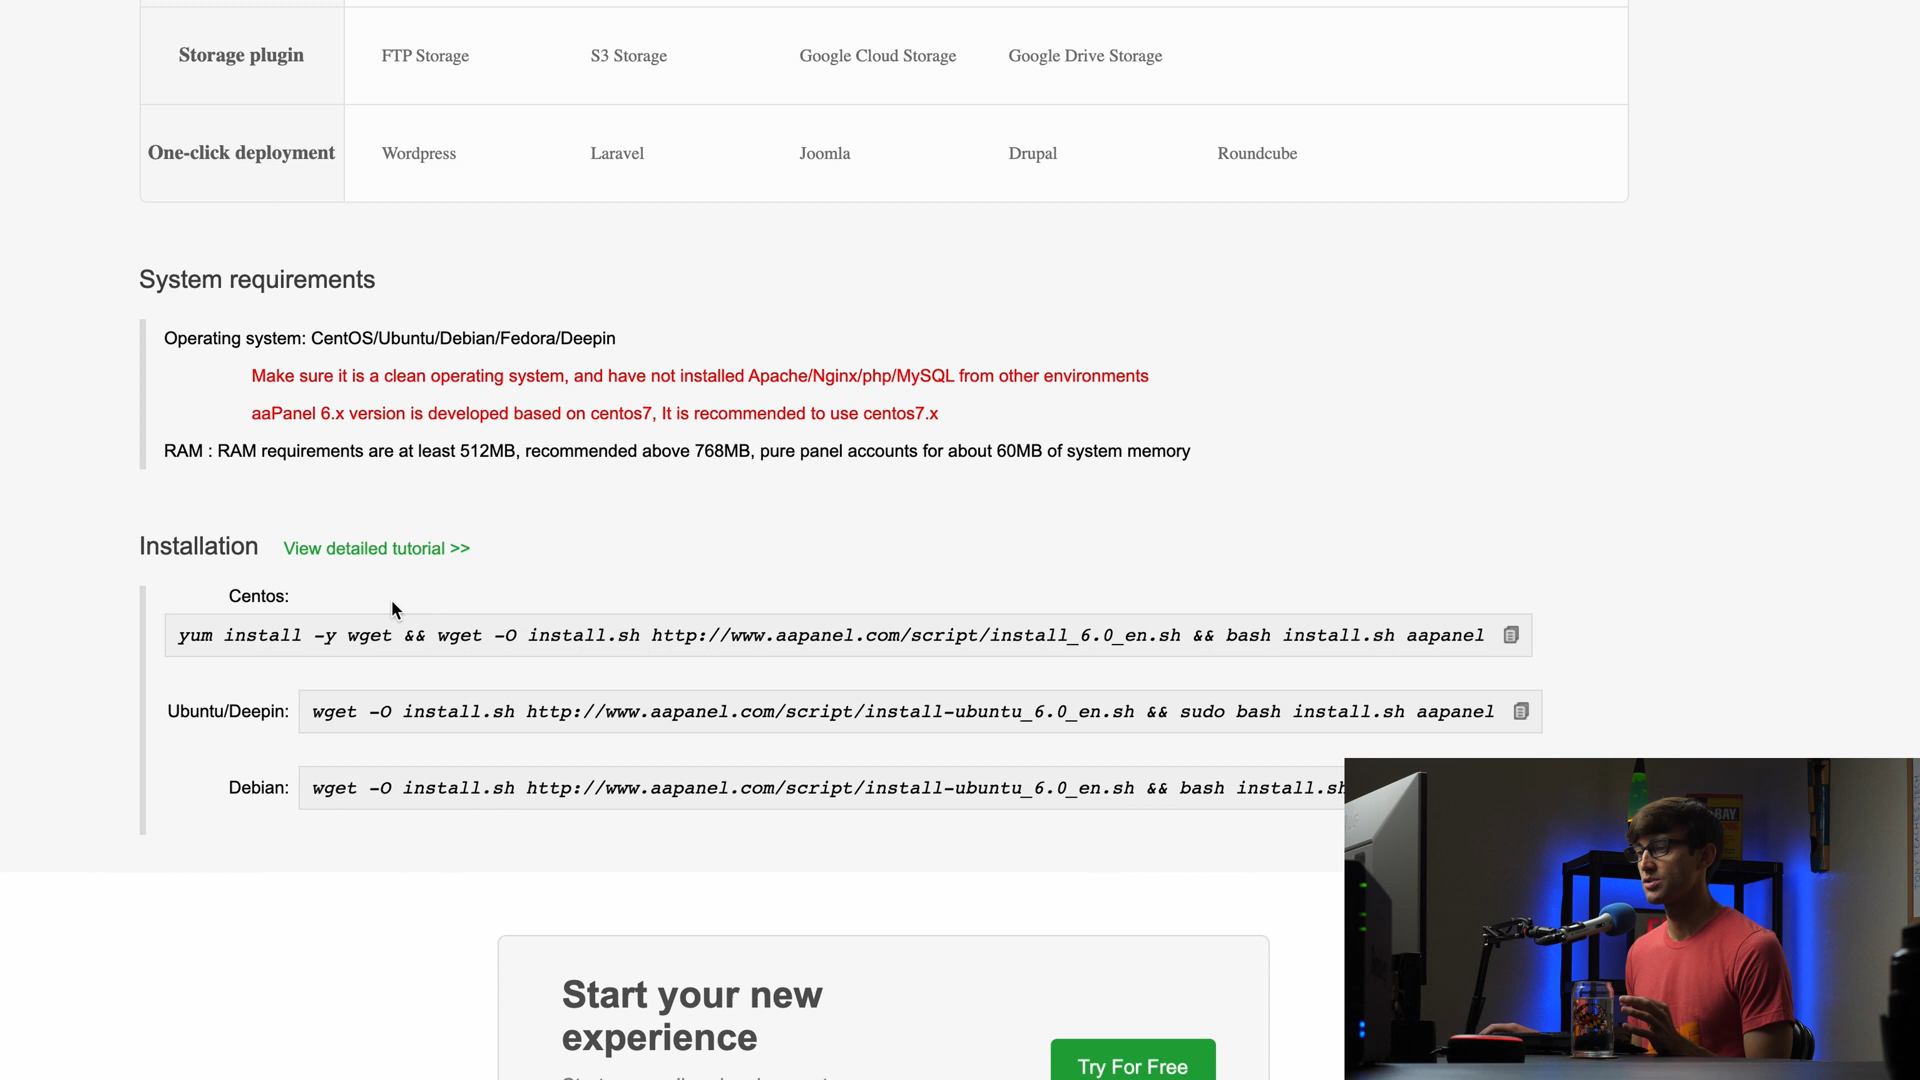 Storage plugin FTP Storage S3 Storage Google Cloud Storage Google Drive Storage
One-click deployment Wordpress Laravel Joomla Drupal Roundcube
System requirements
Operating system: CentOS/Ubuntu/Debian/Fedora/Deepin
Make sure it is a clean operating system, and have not installed Apache/Nginx/php/MySQL from other environments
aaPanel 6.x version is developed based on centos7, It is recommended to use centos7.x
RAM : RAM requirements are at least 512MB, recommended above 768MB, pure panel accounts for about 60MB of system memory
Installation View detailed tutorial >>
Centos:
yum install -y wget && wget -O install.sh http://www.aapanel.com/script/install_6.0_en.sh && bash install.sh aapanel
Ubuntu/Deepin: wget -O install.sh http://www.aapanel.com/script/install-ubuntu_6.0_en.sh && sudo bash install.sh aapanel
Debian: wget -O install.sh http://www.aapanel.com/script/install-ubuntu_6.0_en.sh && bash install.sh
Start your new
experience
Try For Free